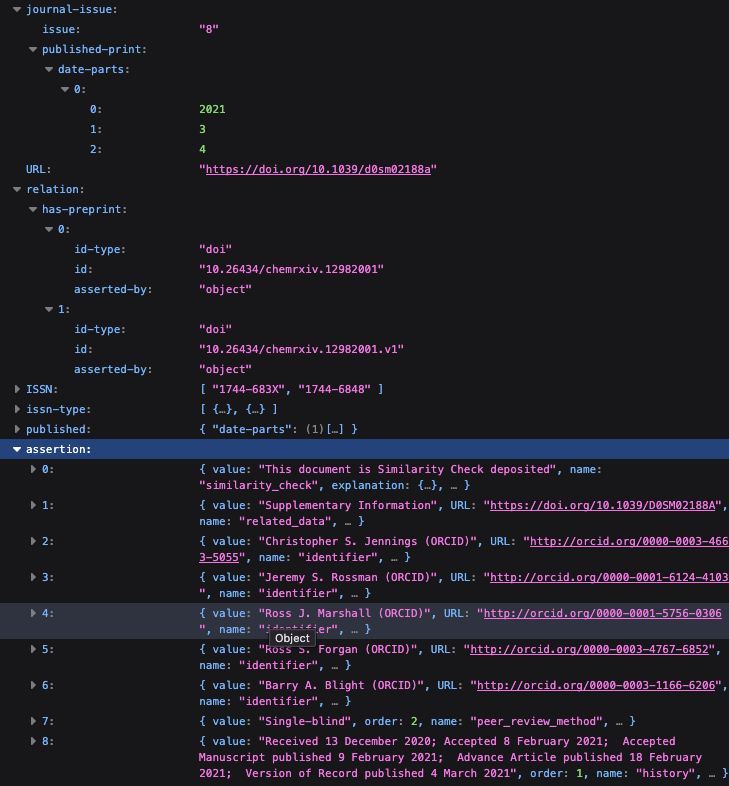 journal-issue:
issue: "8"
published-print:
date-parts:
0:
0: 2021
1: 3
2: 4
URL: "https://doi.org/10.1039/d0sm02188a"
relation:
has-preprint:
0:
id-type: "doi"
id: "10.26434/chemrxiv.12982001"
asserted-by: "object"
1:
id-type: "doi"
id: "10.26434/chemrxiv.12982001.v1"
asserted-by: "object"
ISSN: [ "1744-683X", "1744-6848" ]
issn-type: [ {…}, {…} ]
published: { "date-parts": (1)[…] }
assertion:
0: { value: "This document is Similarity Check deposited", name:
"similarity_check", explanation: {…}, … }
1: { value: "Supplementary Information", URL: "https://doi.org/10.1039/D0SM02188A",
name: "related_data", … }
2: { value: "Christopher S. Jennings (ORCID)", URL: "http://orcid.org/0000-0003-466
3-5055", name: "identifier", … }
3: { value: "Jeremy S. Rossman (ORCID)", URL: "http://orcid.org/0000-0001-6124-4103
", name: "identifier", … }
4: { value: "Ross J. Marshall (ORCID)", URL: "http://orcid.org/0000-0001-5756-0306
", name: "identifier", … }
Object
5: { value: "Ross S. Forgan (ORCID)", URL: "http://orcid.org/0000-0003-4767-6852",
name: "identifier", … }
6: { value: "Barry A. Blight (ORCID)", URL: "http://orcid.org/0000-0003-1166-6206",
name: "identifier", … }
7: { value: "Single-blind", order: 2, name: "peer_review_method", … }
8: { value: "Received 13 December 2020; Accepted 8 February 2021;  Accepted
Manuscript published 9 February 2021;  Advance Article published 18 February
2021;  Version of Record published 4 March 2021", order: 1, name: "history", … }